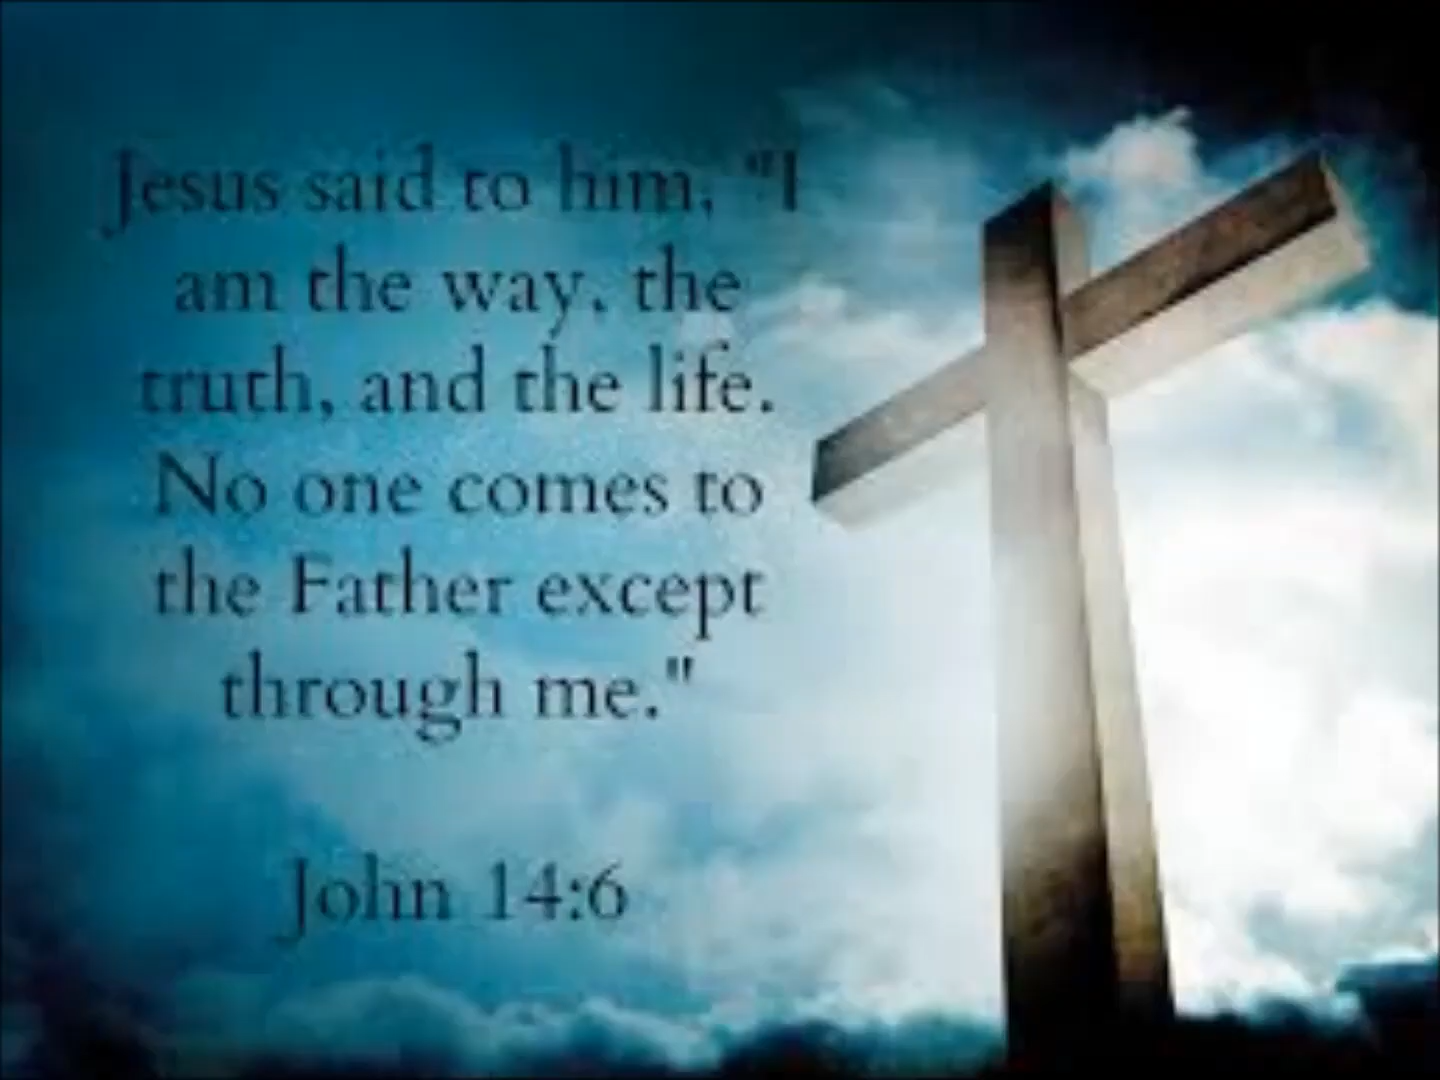 Jesus said to him, "I
am the way, the
truth, and the life.
No one comes to
the Father except
through me."
John 14:6